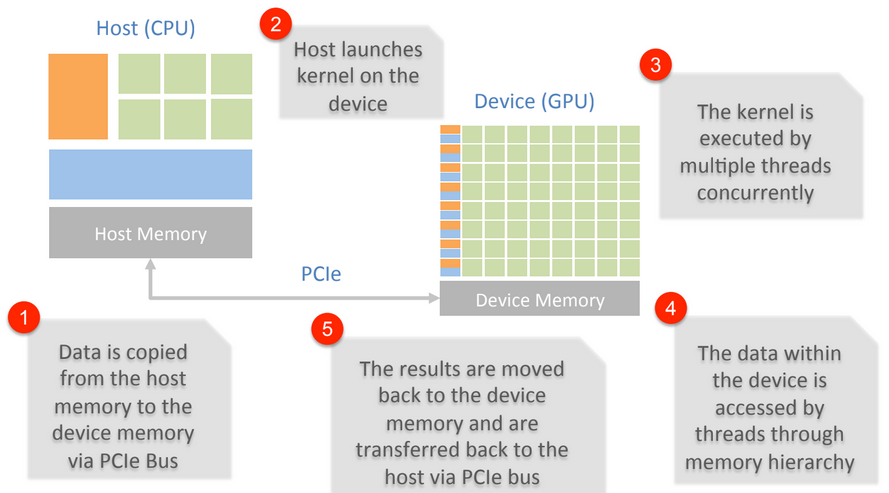 Host (CPU)
2
Host launches
kernel on the
device
3
Device (GPU)
The kernel is
executed by
multiple threads
concurrently
Host Memory
PCIe
Device Memory
1
Data is copied
from the host
memory to the
device memory
via PCIe Bus
5
The results are moved
back to the device
memory and are
transferred back to the
host via PCIe bus
4
The data within
the device is
accessed by
threads through
memory hierarchy